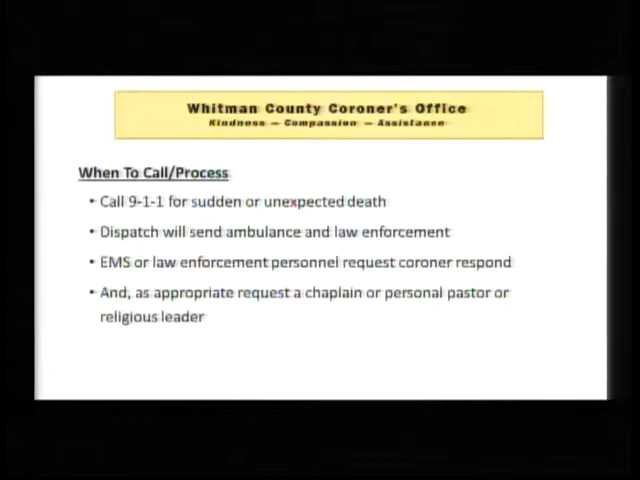 Whitman County Coroner's Office
Kindness — Compassion — Assistance
When To Call/Process
• Call 9-1-1 for sudden or unexpected death
• Dispatch will send ambulance and law enforcement
• EMS or law enforcement personnel request coroner respond
• And, as appropriate request a chaplain or personal pastor or
religious leader